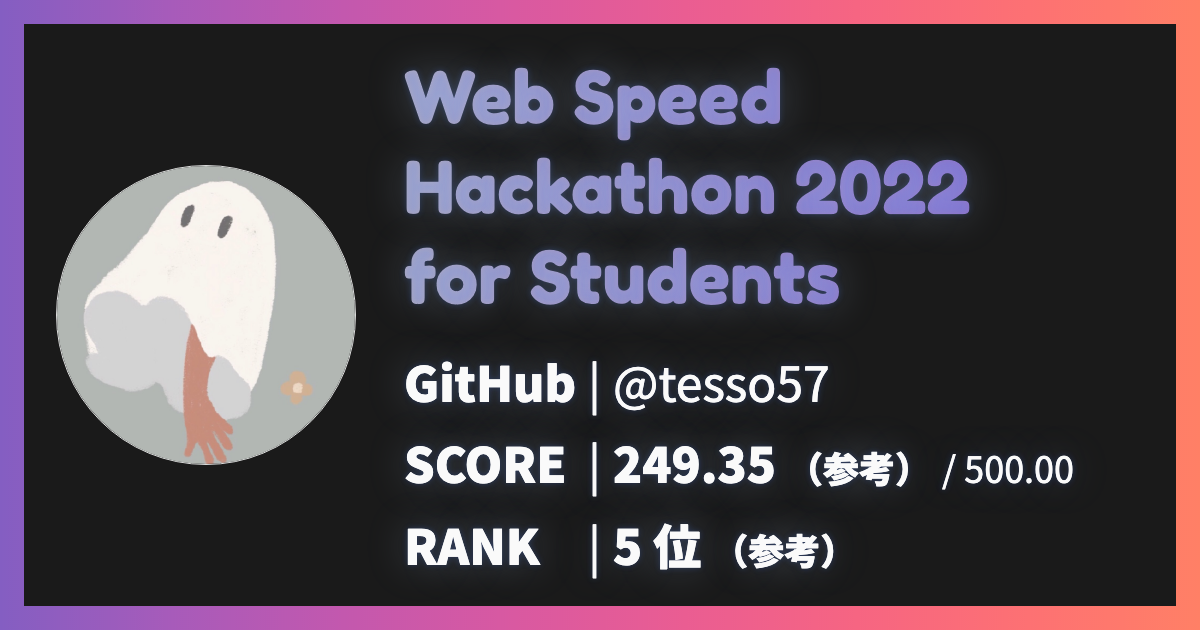 Web Speed
Hackathon 2022
for Students
GitHub | @tesso57
SCORE | 249.35 （参考） / 500.00
RANK | 5 位 （参考）